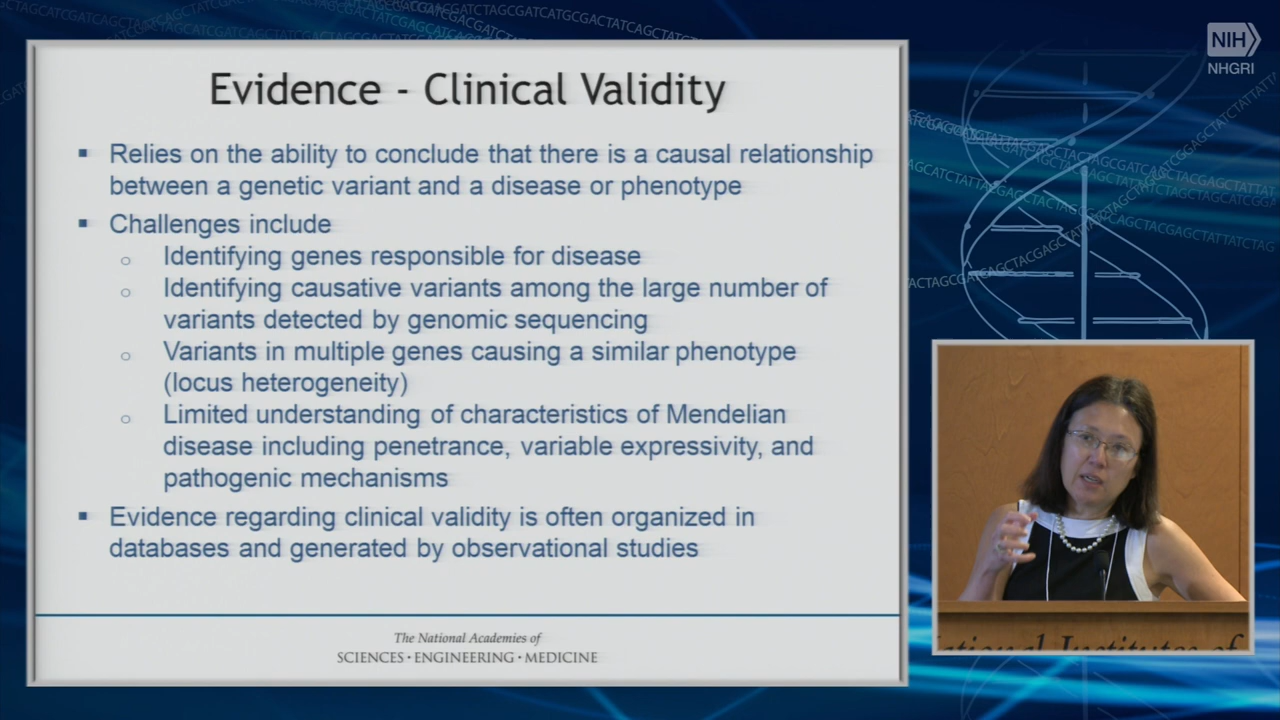 NIH
NHGRI
Evidence - Clinical Validity
▪ Relies on the ability to conclude that there is a causal relationship
between a genetic variant and a disease or phenotype
▪ Challenges include
o Identifying genes responsible for disease
o Identifying causative variants among the large number of
variants detected by genomic sequencing
o Variants in multiple genes causing a similar phenotype
(locus heterogeneity)
o Limited understanding of characteristics of Mendelian
disease including penetrance, variable expressivity, and
pathogenic mechanisms
▪ Evidence regarding clinical validity is often organized in
databases and generated by observational studies
The National Academies of
SCIENCES · ENGINEERING · MEDICINE
Institutes of